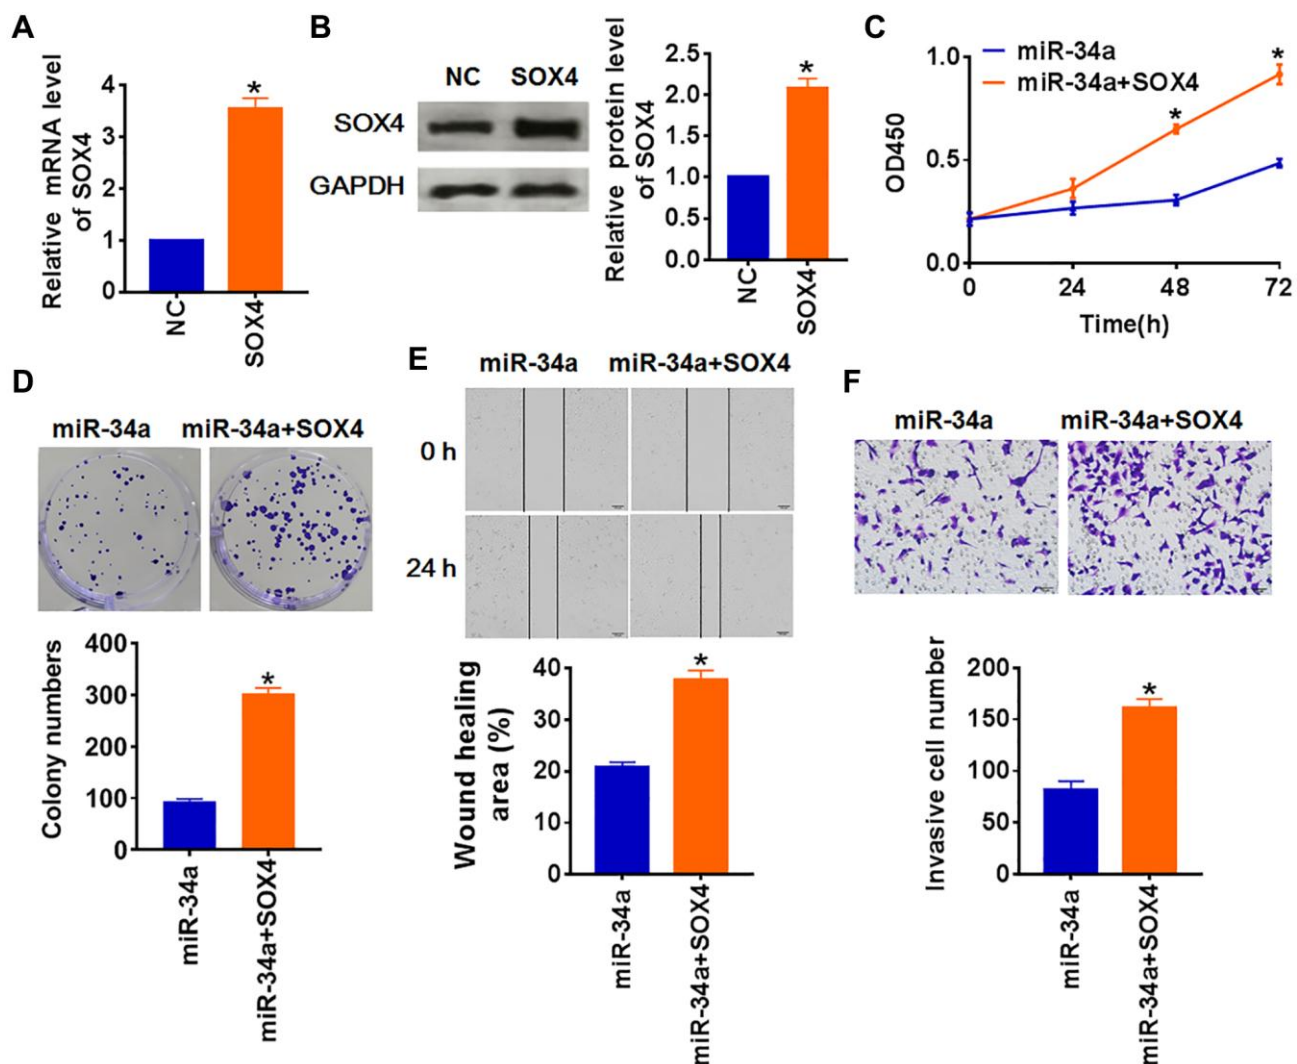 A
Relative mRNA level
of SOX4
4
3
2
1
0
*
NC
SOX4
B
NC SOX4
SOX4
GAPDH
Relative protein level
of SOX4
2.5
2.0
1.5
1.0
0.5
0.0
*
NC
SOX4
C
miR-34a
miR-34a+SOX4
OD450
1.0
0.5
0.0
*
*
0 24 48 72
Time(h)
D
miR-34a miR-34a+SOX4
Colony numbers
400
300
200
100
0
*
miR-34a
miR-34a+SOX4
E
miR-34a miR-34a+SOX4
0 h
24 h
Wound healing
area (%)
40
30
20
10
0
*
miR-34a
miR-34a+SOX4
F
miR-34a miR-34a+SOX4
Invasive cell number
200
150
100
50
0
*
miR-34a
miR-34a+SOX4